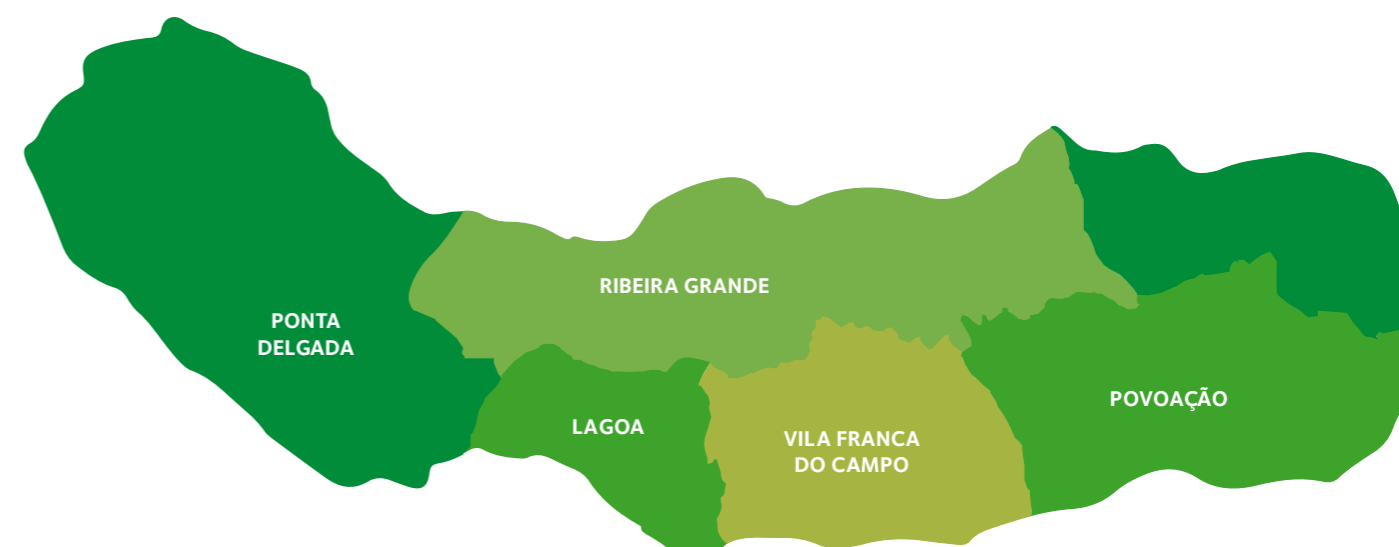 RIBEIRA GRANDE
PONTA
DELGADA
POVOAÇÃO
LAGOA
VILA FRANCA
DO CAMPO